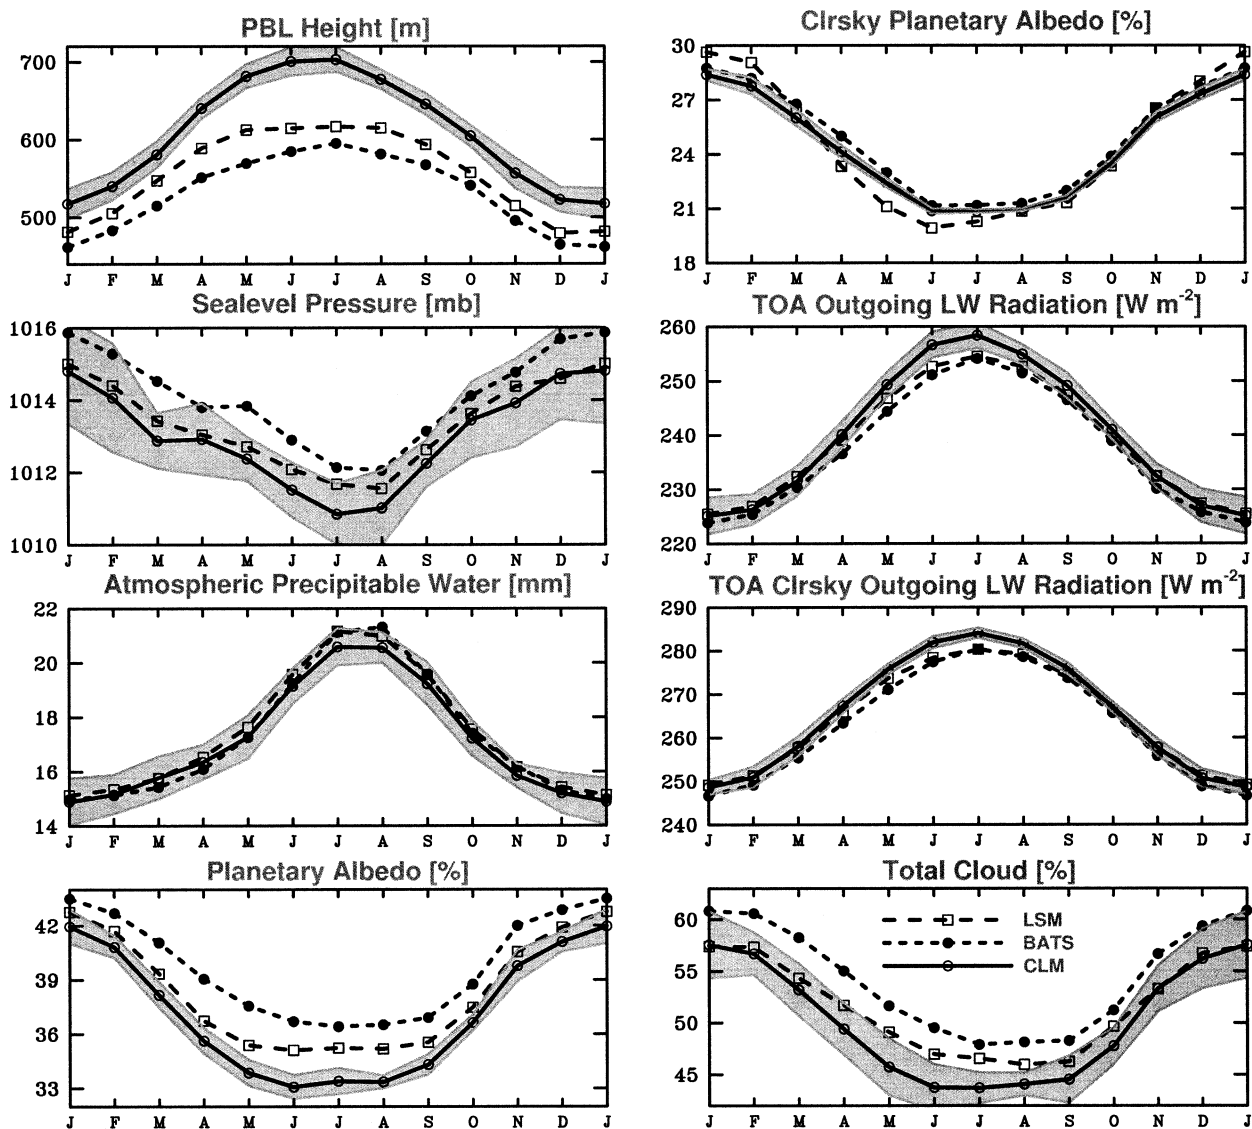 PBL Height [m]
700
600
500
J F M A M J J A S O N D J
Clrsky Planetary Albedo [%]
30
27
24
21
18
J F M A M J J A S O N D J
Sealevel Pressure [mb]
1016
1014
1012
1010
J F M A M J J A S O N D J
TOA Outgoing LW Radiation [W m-2]
260
250
240
230
220
J F M A M J J A S O N D J
Atmospheric Precipitable Water [mm]
22
20
18
16
14
J F M A M J J A S O N D J
TOA Clrsky Outgoing LW Radiation [W m-2]
290
280
270
260
250
240
J F M A M J J A S O N D J
Planetary Albedo [%]
42
39
36
33
J F M A M J J A S O N D J
Total Cloud [%]
60
55
50
45
LSM
BATS
CLM
J F M A M J J A S O N D J